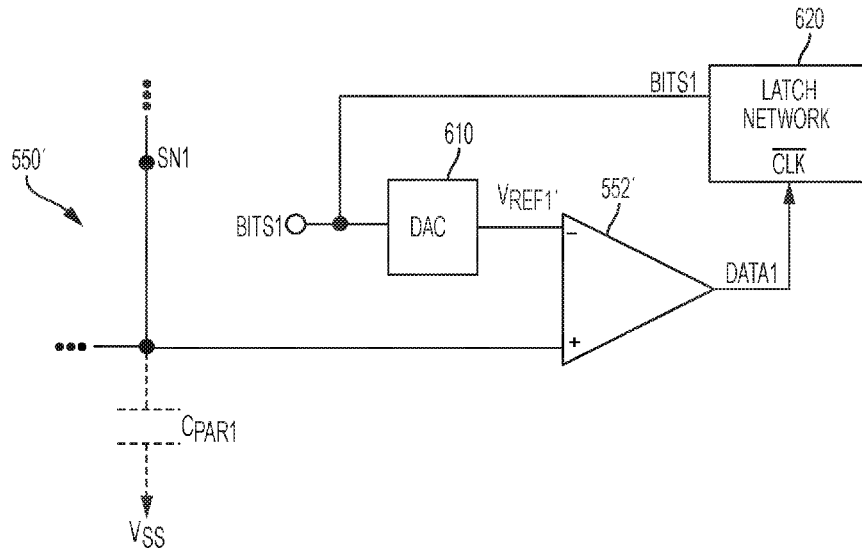 620
BITS1
LATCH
NETWORK
CLK
550′
SN1
610
BITS1
DAC
VREF1′
552′
−
+
DATA1
CPAR1
VSS